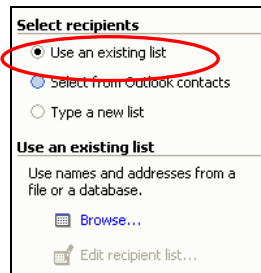 Select recipients
Use an existing list
Select from Outlook contacts
Type a new list
Use an existing list
Use names and addresses from a
file or a database.
Browse...
Edit recipient list...